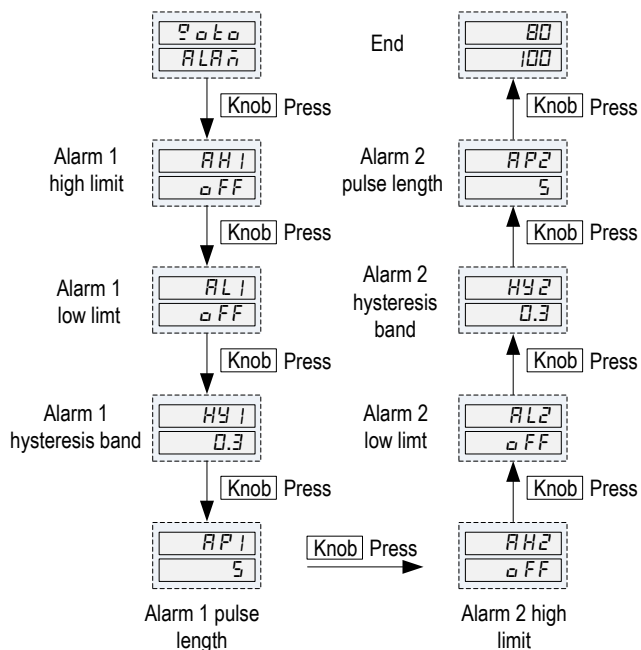 goto
ALAM
Knob Press
Alarm 1
high limit
AH1
oFF
Knob Press
Alarm 1
low limt
AL1
oFF
Knob Press
Alarm 1
hysteresis band
HY1
0.3
Knob Press
AP1
5
Alarm 1 pulse
length
Knob Press
AH2
oFF
Alarm 2 high
limit
Knob Press
Alarm 2
low limt
AL2
oFF
Knob Press
Alarm 2
hysteresis
band
HY2
0.3
Knob Press
Alarm 2
pulse length
AP2
5
Knob Press
End
80
100